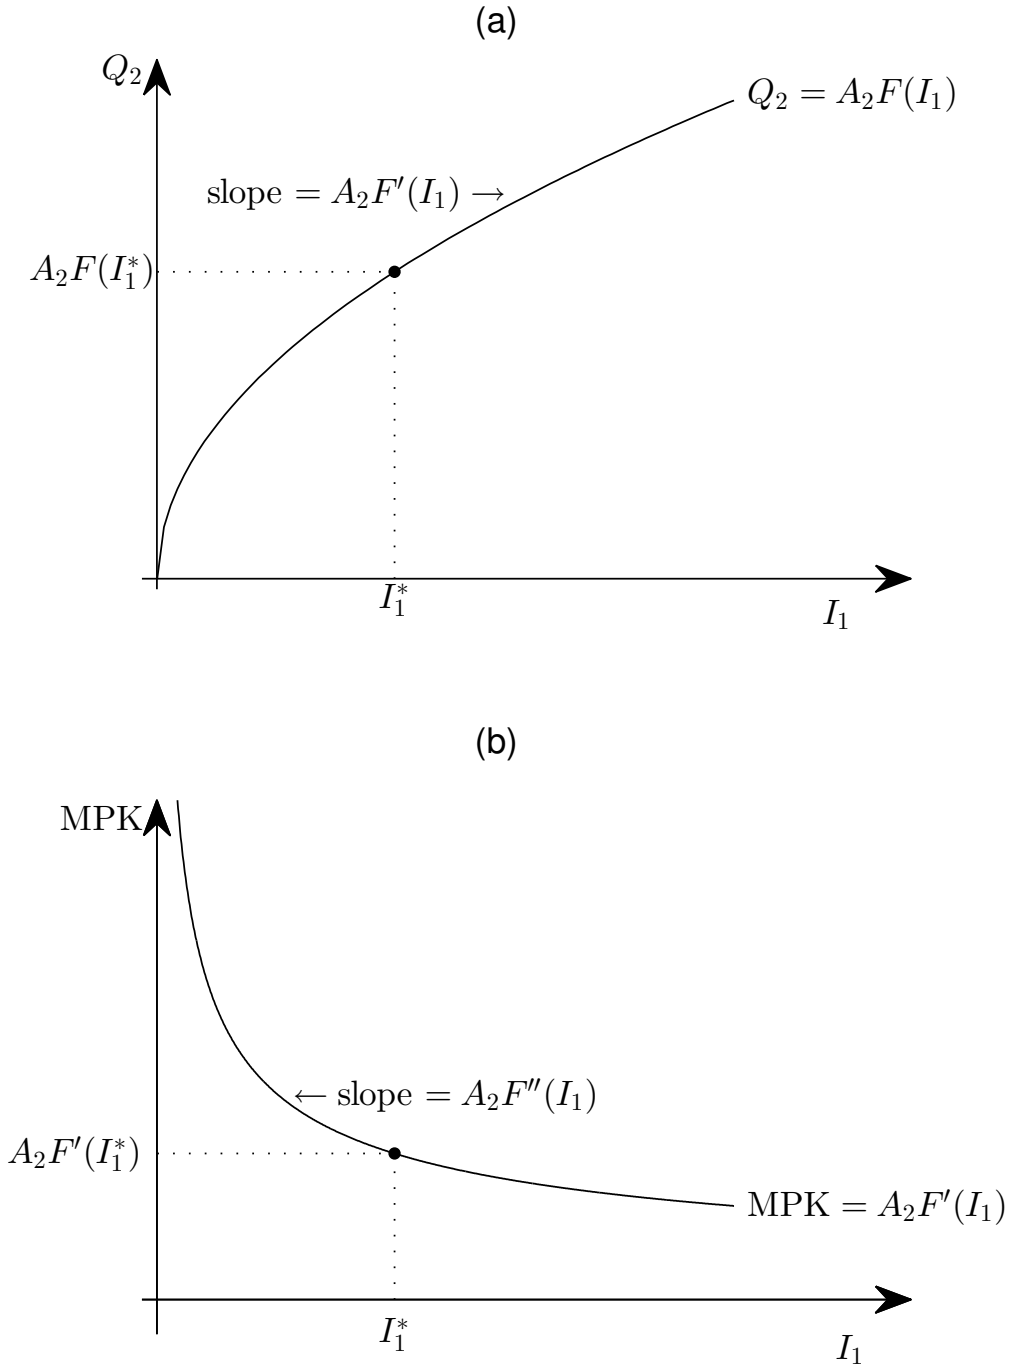 (a)
Q₂
Q₂ = A₂F(I₁)
slope = A₂F′(I₁) →
A₂F(I₁*)
I₁*
I₁
(b)
MPK
← slope = A₂F″(I₁)
A₂F′(I₁*)
MPK = A₂F′(I₁)
I₁*
I₁